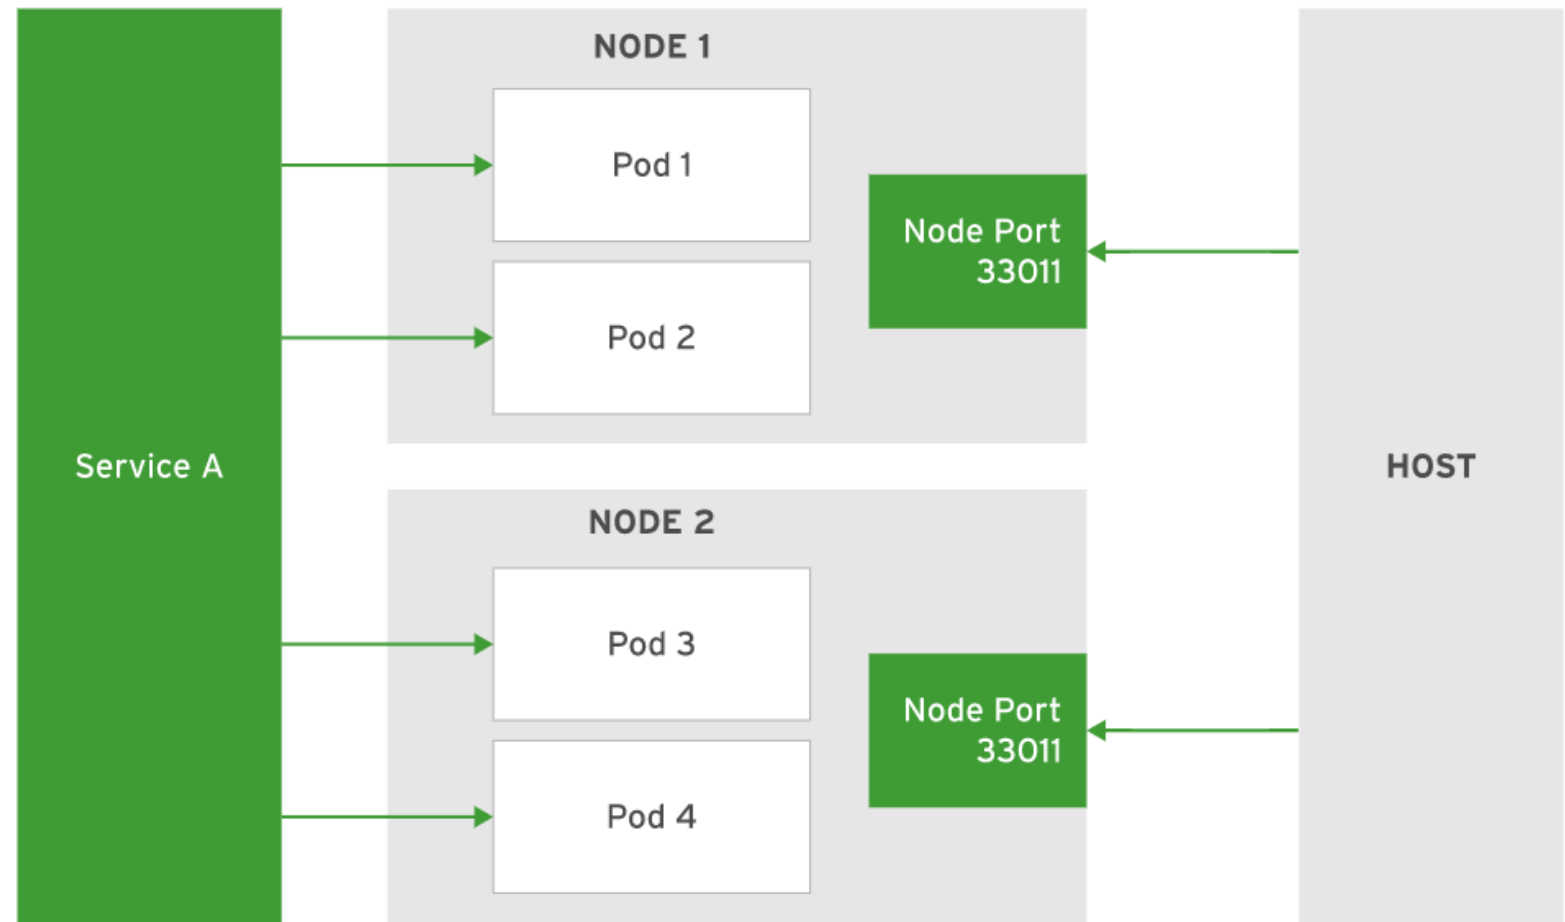 Service A
NODE 1
Pod 1
Pod 2
Node Port
33011
NODE 2
Pod 3
Pod 4
Node Port
33011
HOST